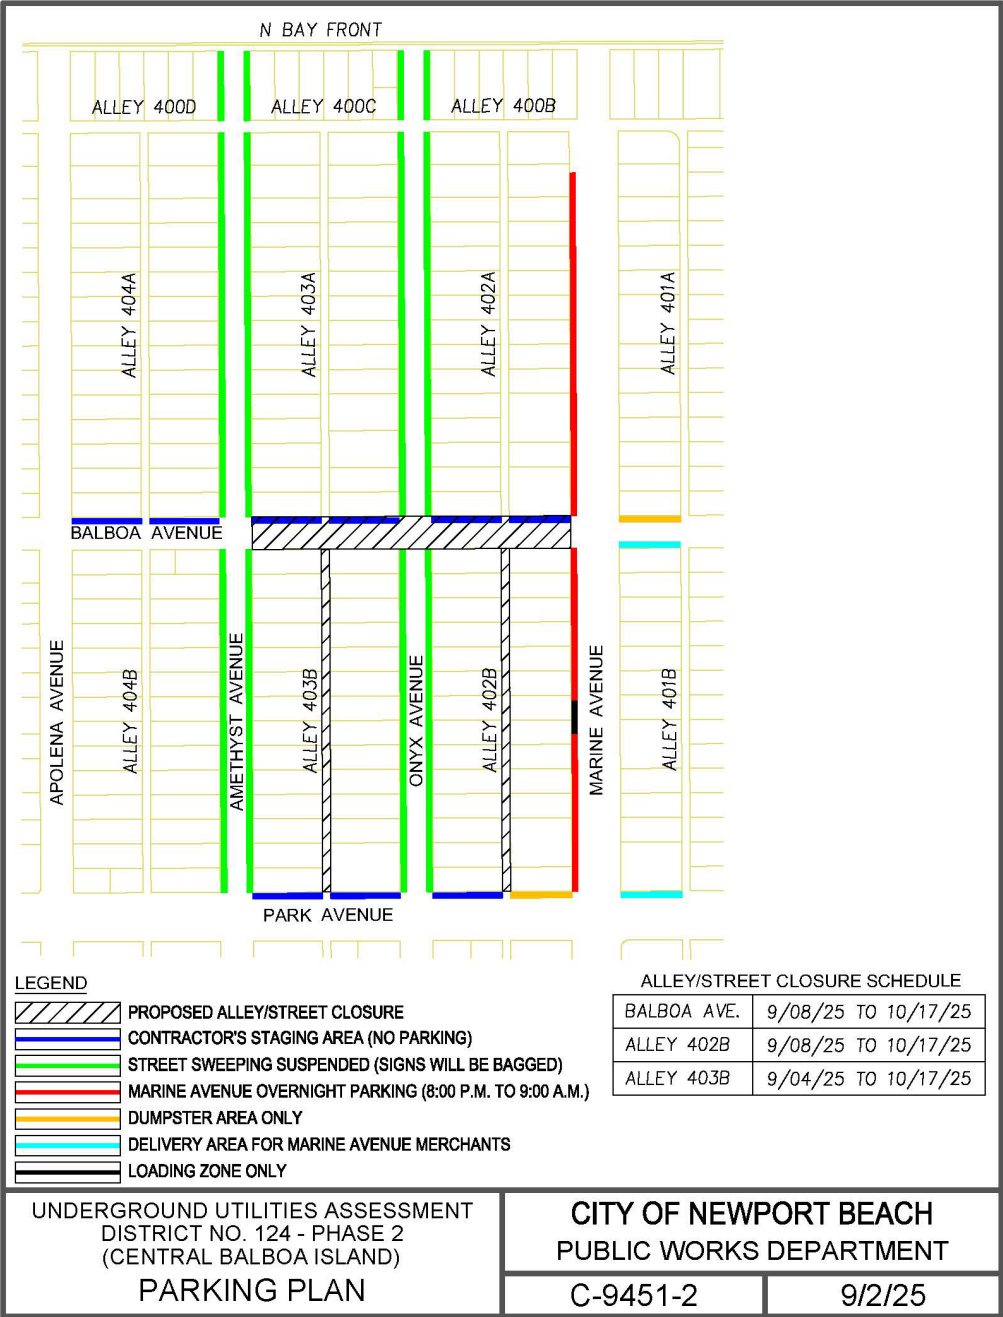 N BAY FRONT
ALLEY 400D
ALLEY 400C
ALLEY 400B
ALLEY 404A
ALLEY 403A
ALLEY 402A
ALLEY 401A
BALBOA AVENUE
APOLENA AVENUE
ALLEY 404B
AMETHYST AVENUE
ALLEY 403B
ONYX AVENUE
ALLEY 402B
MARINE AVENUE
ALLEY 401B
PARK AVENUE
LEGEND
PROPOSED ALLEY/STREET CLOSURE
CONTRACTOR'S STAGING AREA (NO PARKING)
STREET SWEEPING SUSPENDED (SIGNS WILL BE BAGGED)
MARINE AVENUE OVERNIGHT PARKING (8:00 P.M. TO 9:00 A.M.)
DUMPSTER AREA ONLY
DELIVERY AREA FOR MARINE AVENUE MERCHANTS
LOADING ZONE ONLY
ALLEY/STREET CLOSURE SCHEDULE
BALBOA AVE. 9/08/25 TO 10/17/25
ALLEY 402B 9/08/25 TO 10/17/25
ALLEY 403B 9/04/25 TO 10/17/25
UNDERGROUND UTILITIES ASSESSMENT
DISTRICT NO. 124 - PHASE 2
(CENTRAL BALBOA ISLAND)
PARKING PLAN
CITY OF NEWPORT BEACH
PUBLIC WORKS DEPARTMENT
C-9451-2
9/2/25